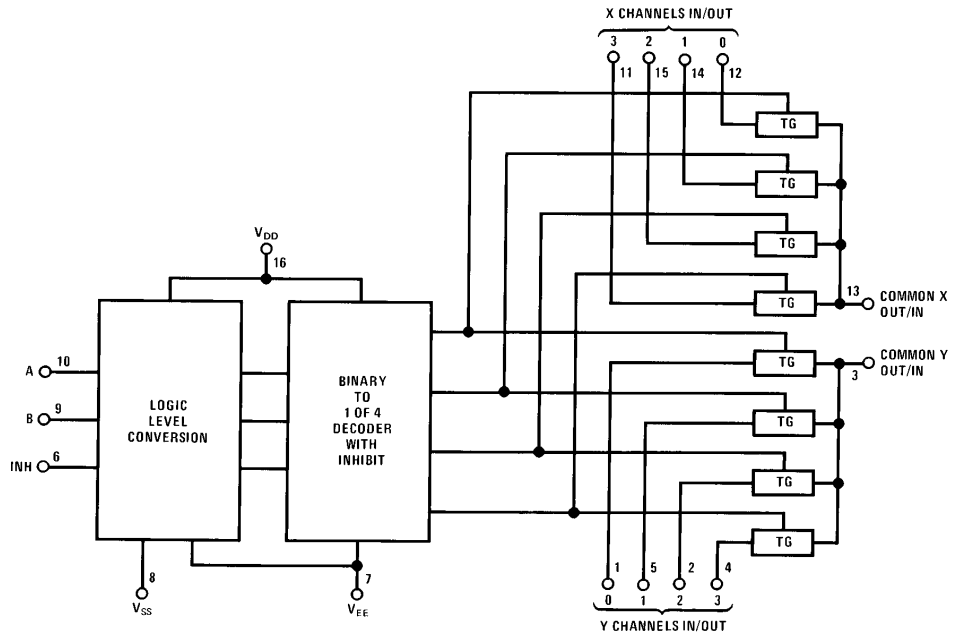 X CHANNELS IN/OUT
3 2 1 0
11 15 14 12
TG
TG
TG
V_DD
16
TG
13
COMMON X
OUT/IN
10
A
9
B
6
INH
LOGIC
LEVEL
CONVERSION
BINARY
TO
1 OF 4
DECODER
WITH
INHIBIT
TG
3
COMMON Y
OUT/IN
TG
TG
TG
8
V_SS
7
V_EE
1 5 2 4
0 1 2 3
Y CHANNELS IN/OUT